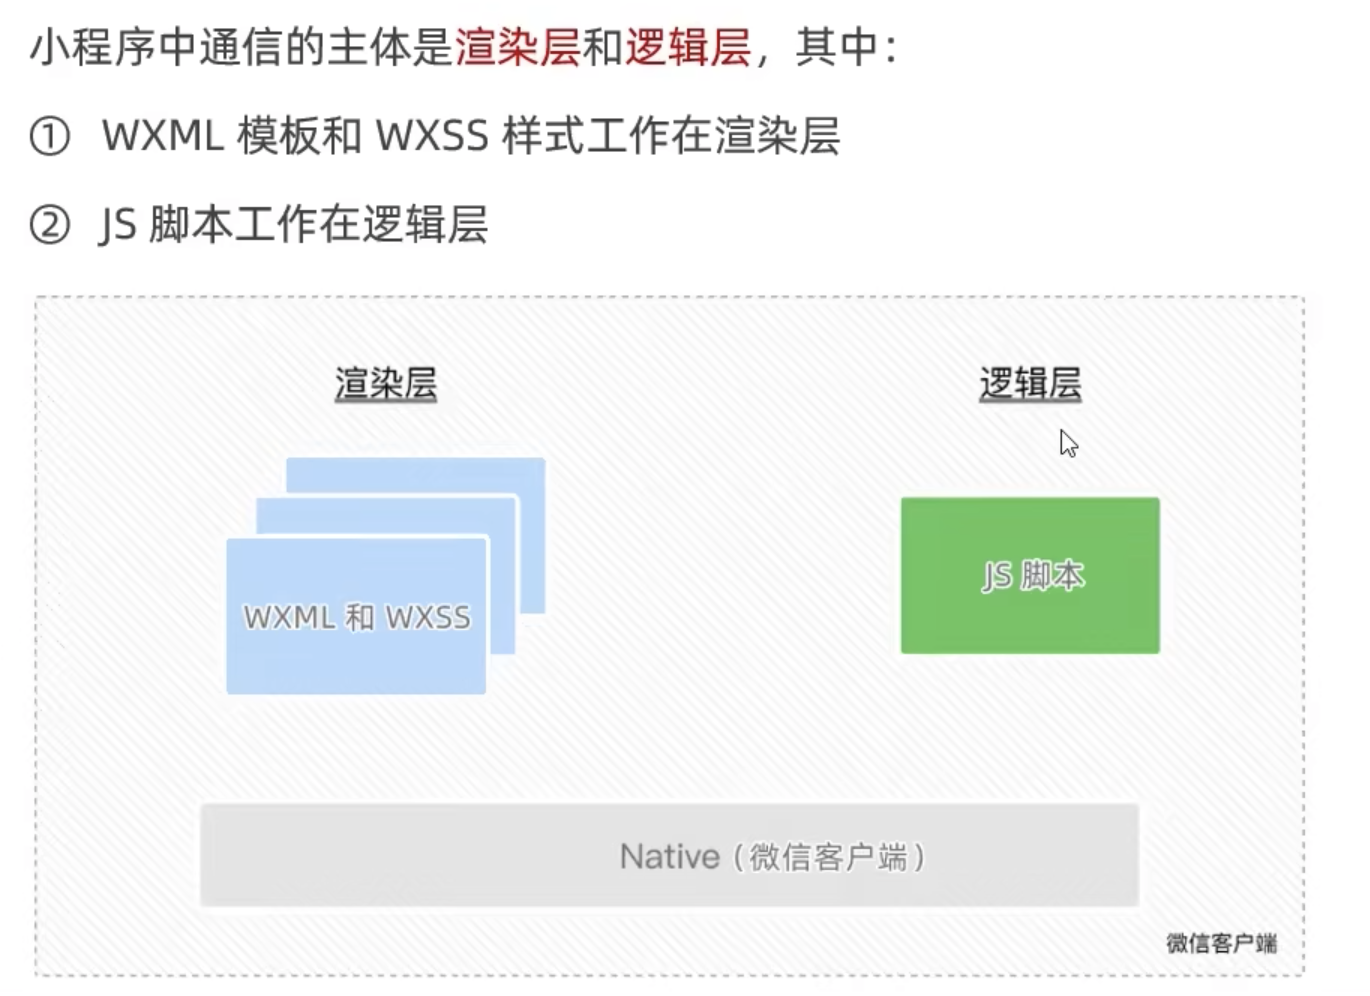 小程序中通信的主体是渲染层和逻辑层，其中：
① WXML 模板和 WXSS 样式工作在渲染层
② JS 脚本工作在逻辑层
渲染层
逻辑层
WXML 和 WXSS
JS 脚本
Native（微信客户端）
微信客户端